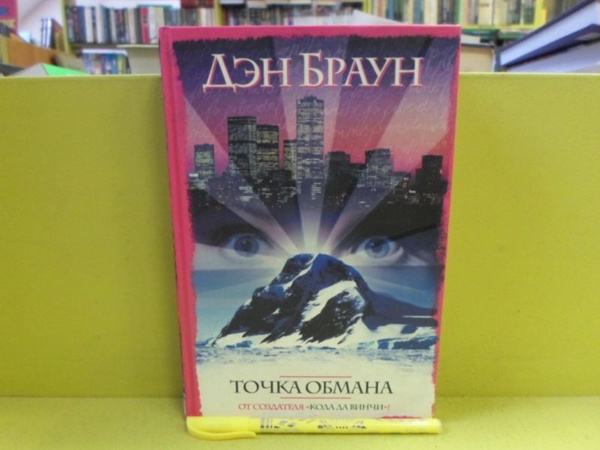 ДЭН БРАУН
ТОЧКА ОБМАНА
ОТ СОЗДАТЕЛЯ «КОДА ДА ВИНЧИ»!